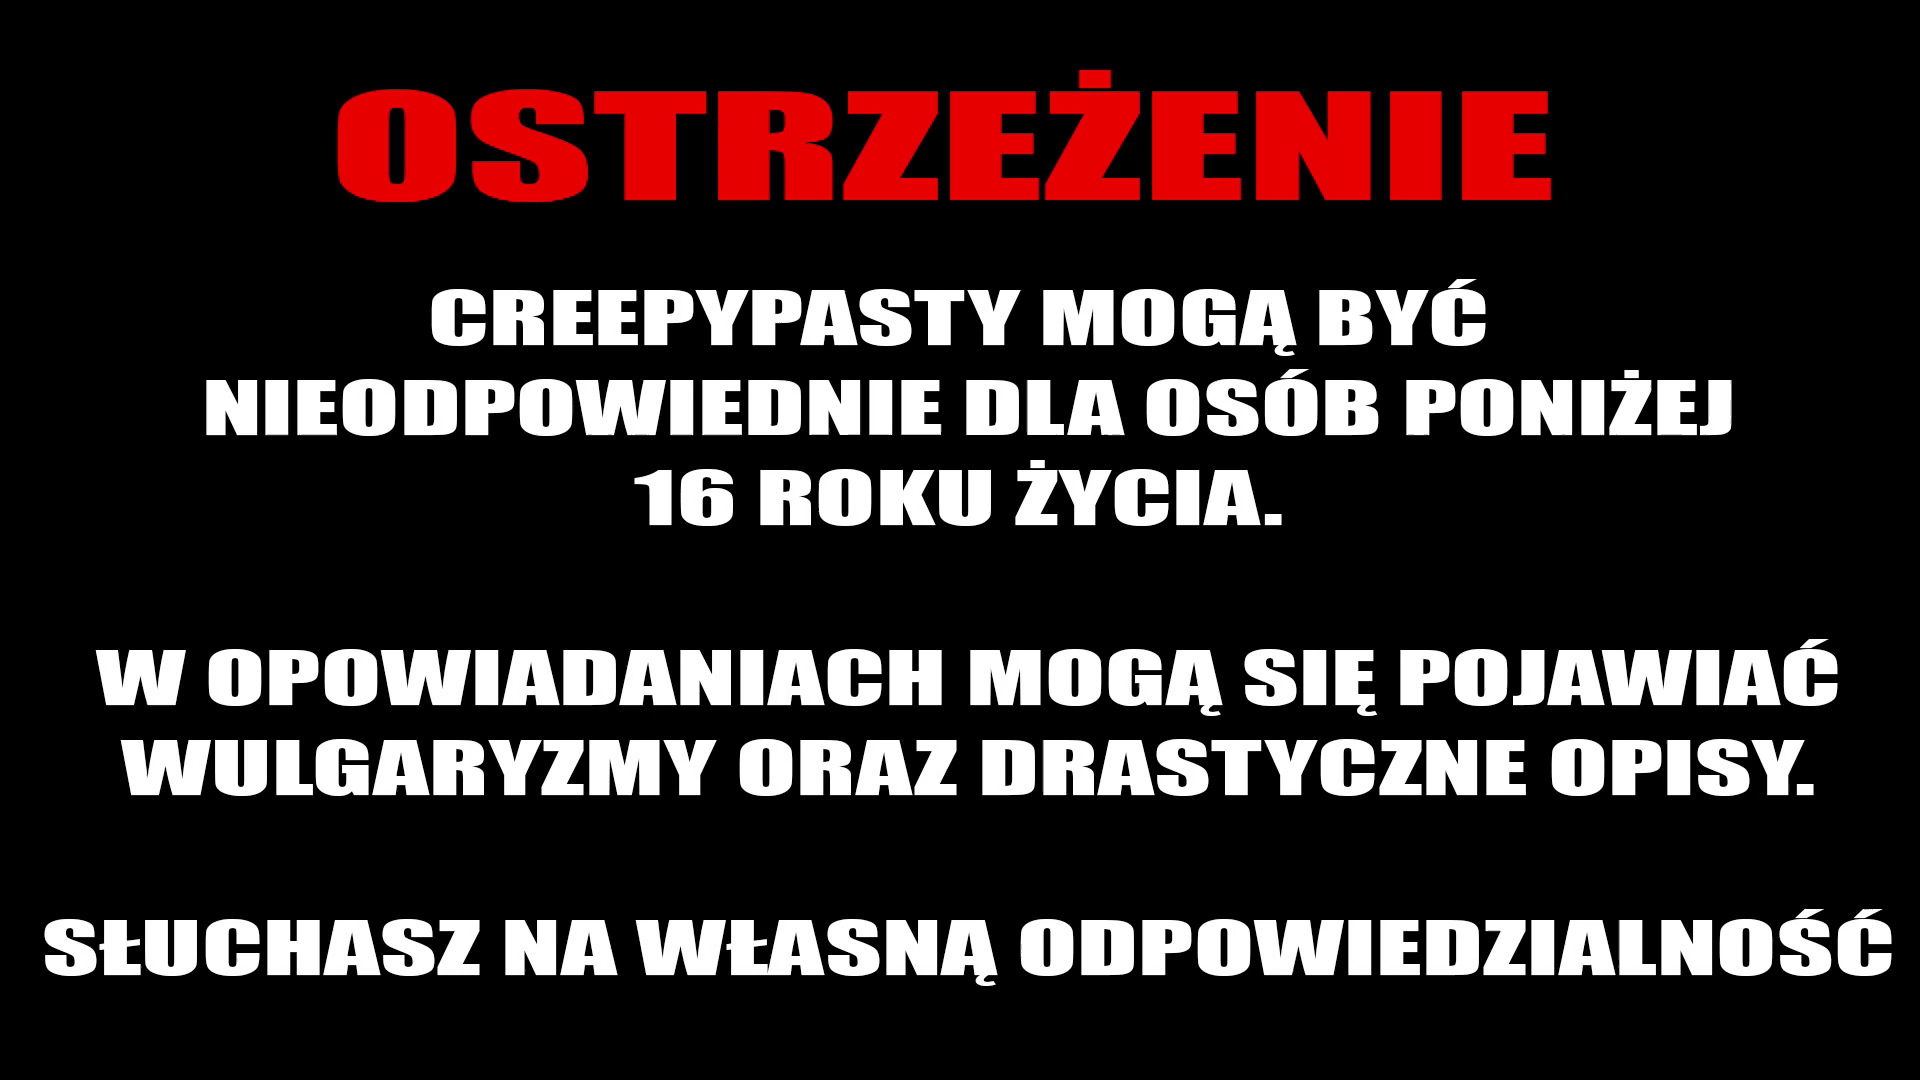 OSTRZEŻENIE
CREEPYPASTY MOGĄ BYĆ
NIEODPOWIEDNIE DLA OSÓB PONIŻEJ
16 ROKU ŻYCIA.
W OPOWIADANIACH MOGĄ SIĘ POJAWIAĆ
WULGARYZMY ORAZ DRASTYCZNE OPISY.
SŁUCHASZ NA WŁASNĄ ODPOWIEDZIALNOŚĆ